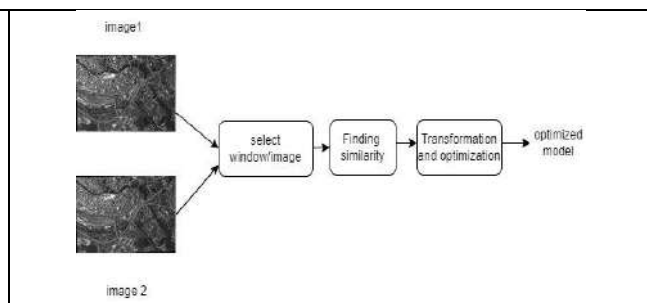 image1
select
window/image
Finding
similarity
Transformation
and optimization
optimized
model
image 2